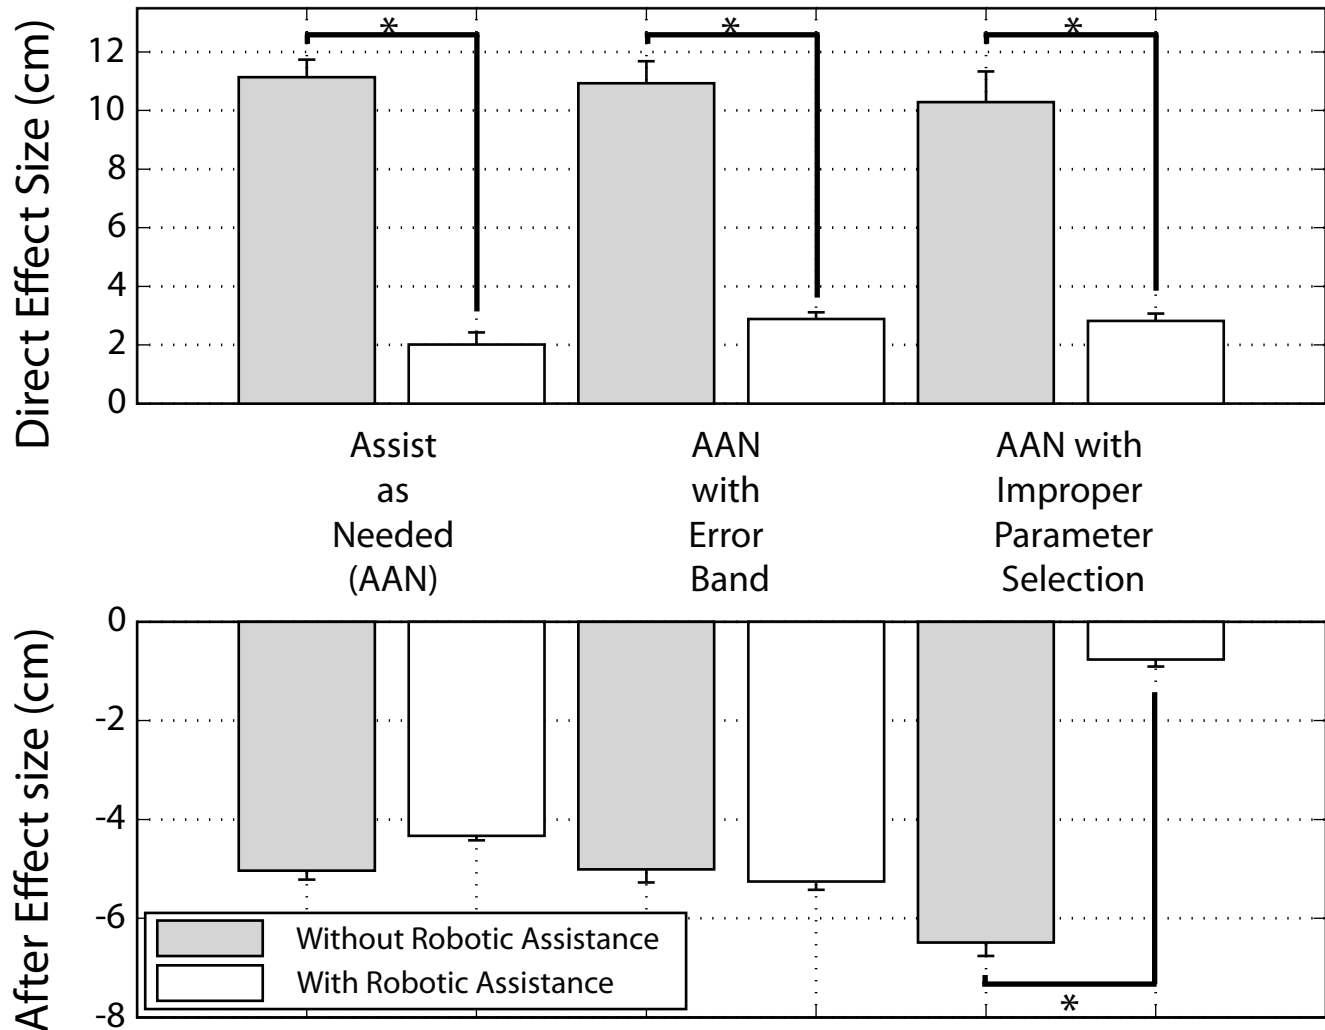 Direct Effect Size (cm)
12
10
8
6
4
2
0
*
*
*
Assist
as
Needed
(AAN)
AAN
with
Error
Band
AAN with
Improper
Parameter
Selection
After Effect size (cm)
0
-2
-4
-6
-8
Without Robotic Assistance
With Robotic Assistance
*